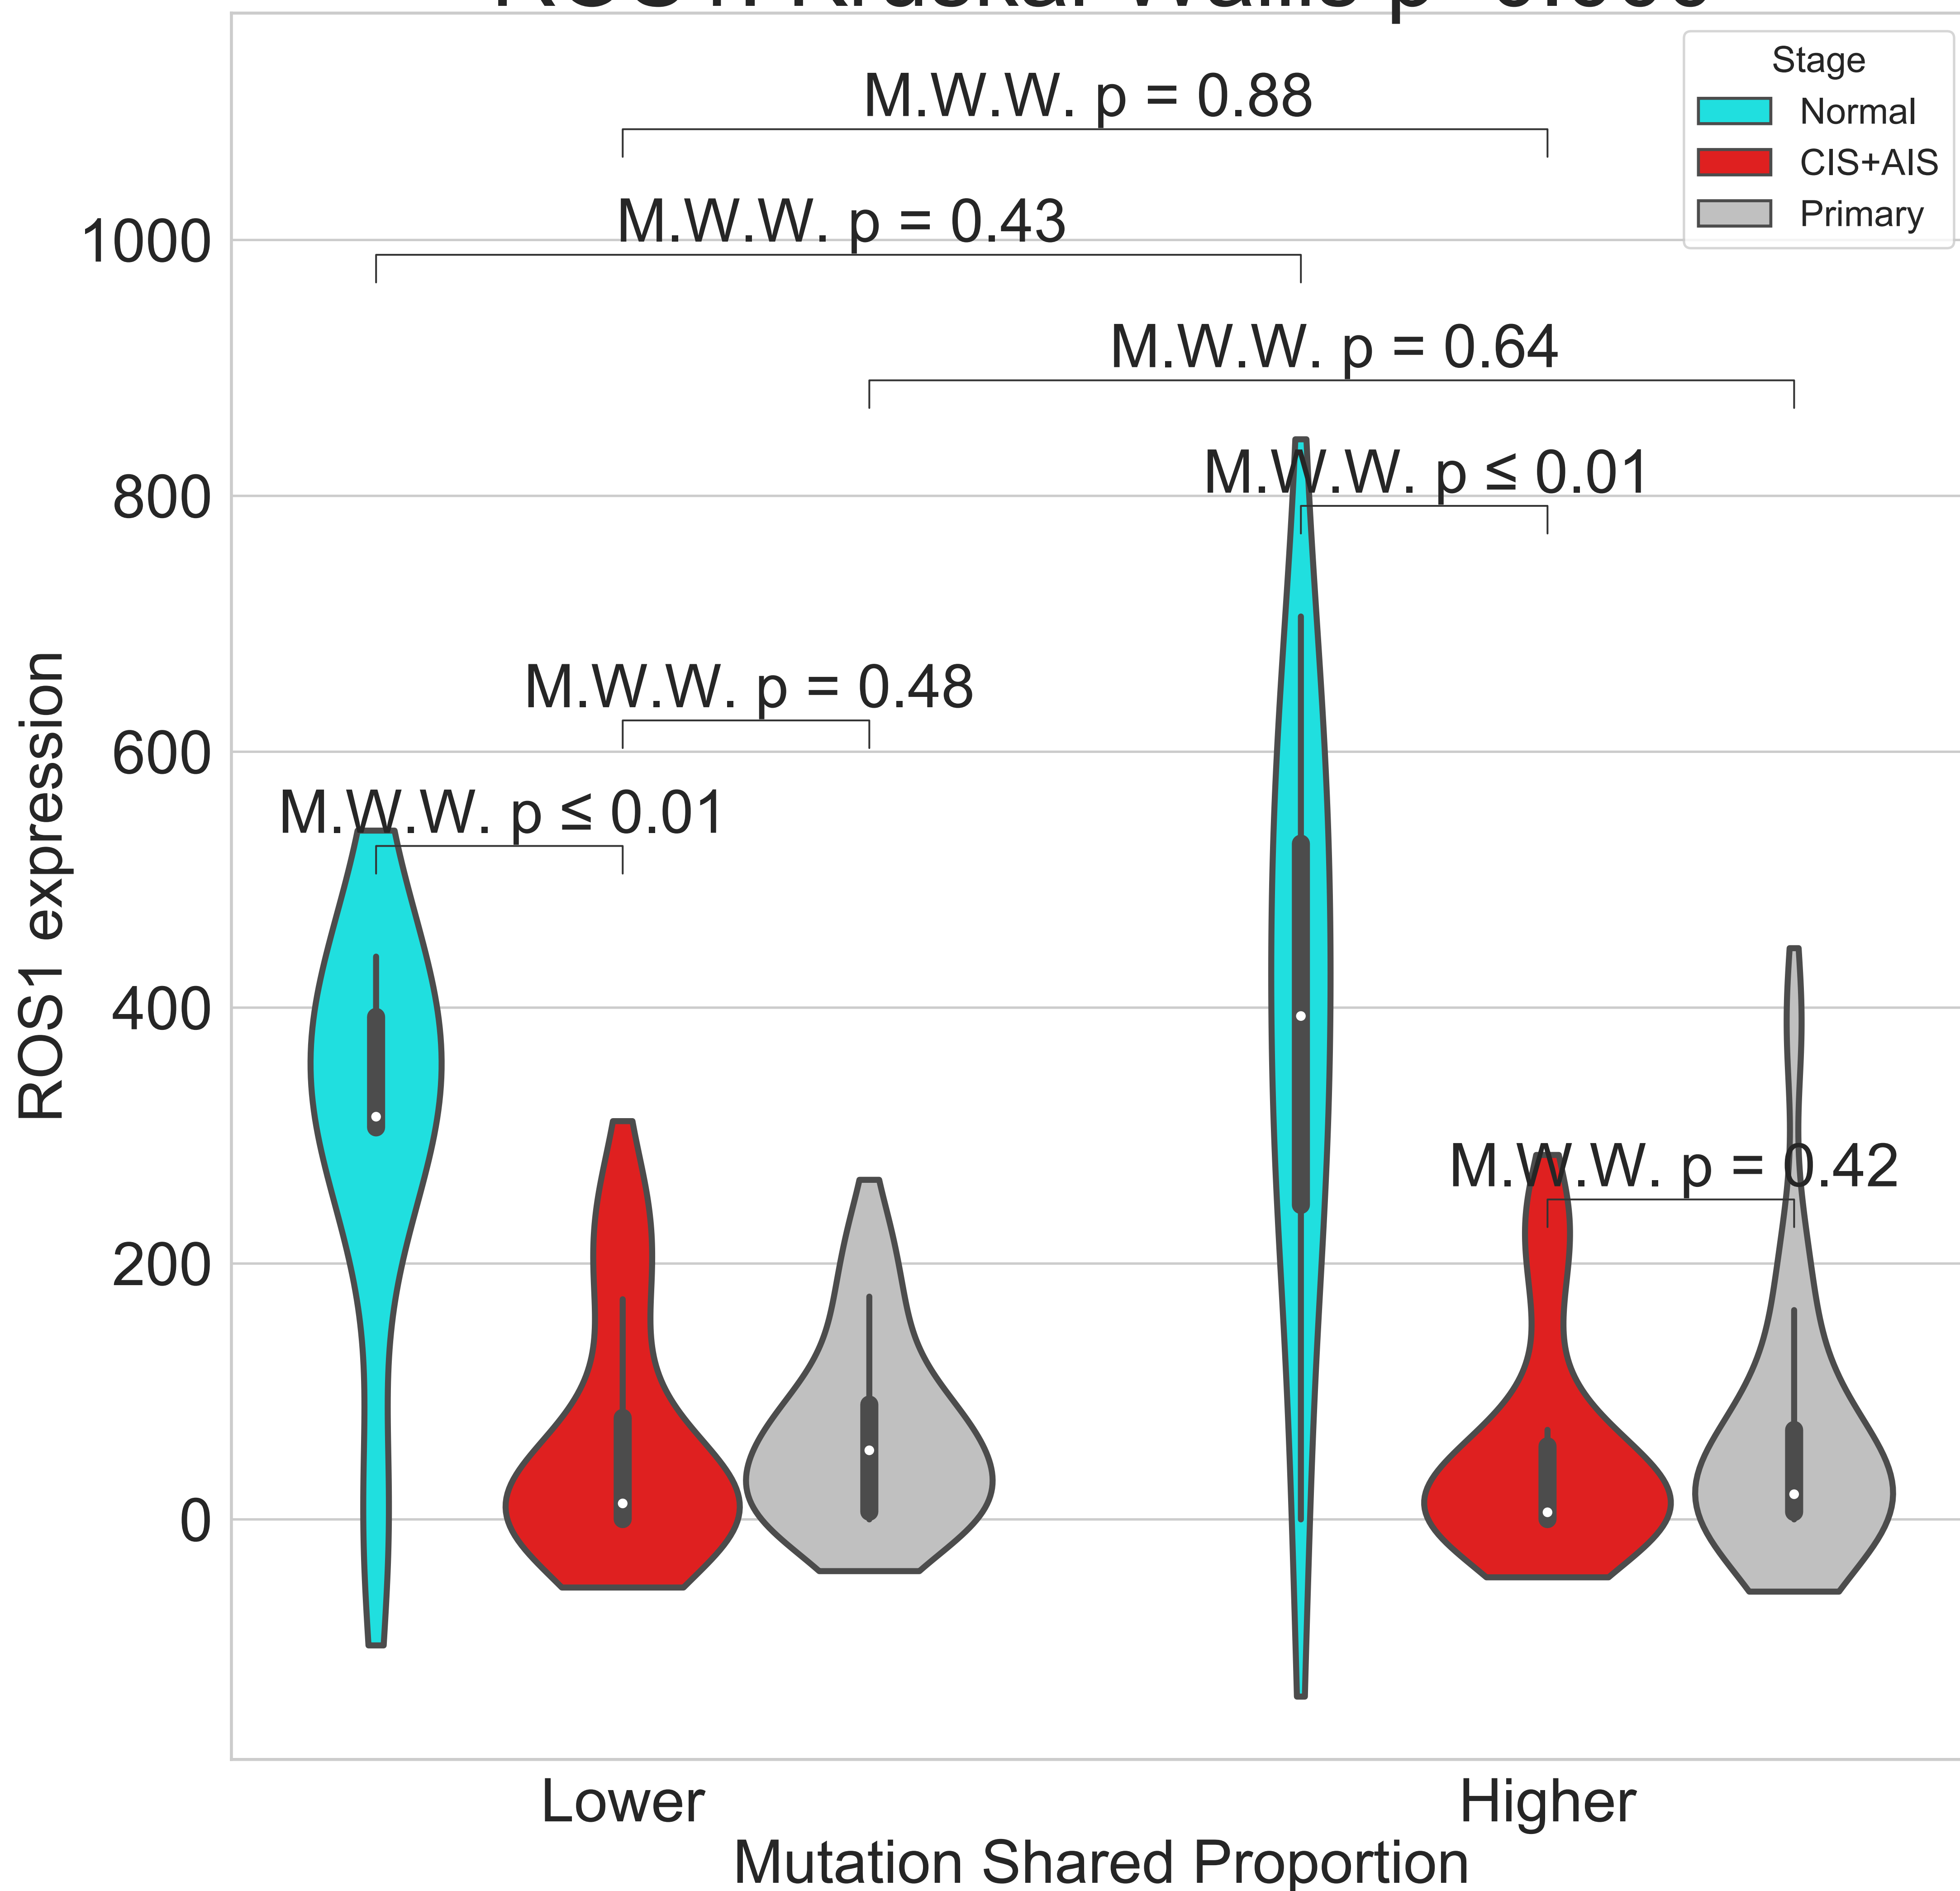 Stage
Normal
CIS+AIS
Primary
M.W.W. p = 0.88
M.W.W. p = 0.43
M.W.W. p = 0.64
M.W.W. p ≤ 0.01
M.W.W. p = 0.48
M.W.W. p ≤ 0.01
M.W.W. p = 0.42
1000
800
600
400
200
0
ROS1 expression
Lower
Higher
Mutation Shared Proportion